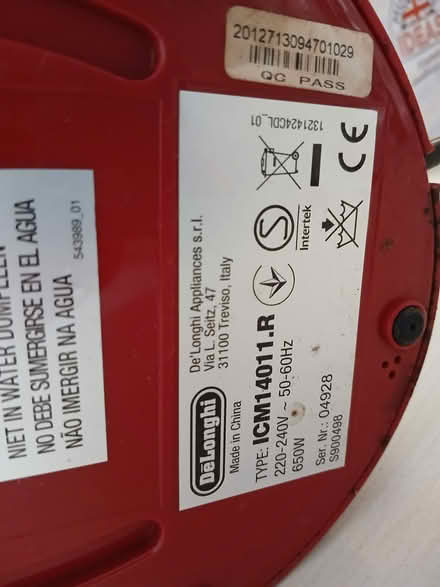 2012713094701029
QC PASS
1321424CDL_01
CE
Intertek
S
De'Longhi Appliances s.r.l.
Via L. Seitz, 47
31100 Treviso, Italy
DeLonghi
Made in China
TYPE: ICM14011.R
220-240V ~ 50-60Hz
650W
Ser. Nr.: 04928
S900498
NIET IN WATER DOMPELEN
NO DEBE SUMERGIRSE EN EL AGUA
NÃO IMERGIR NA AGUA
543989_01